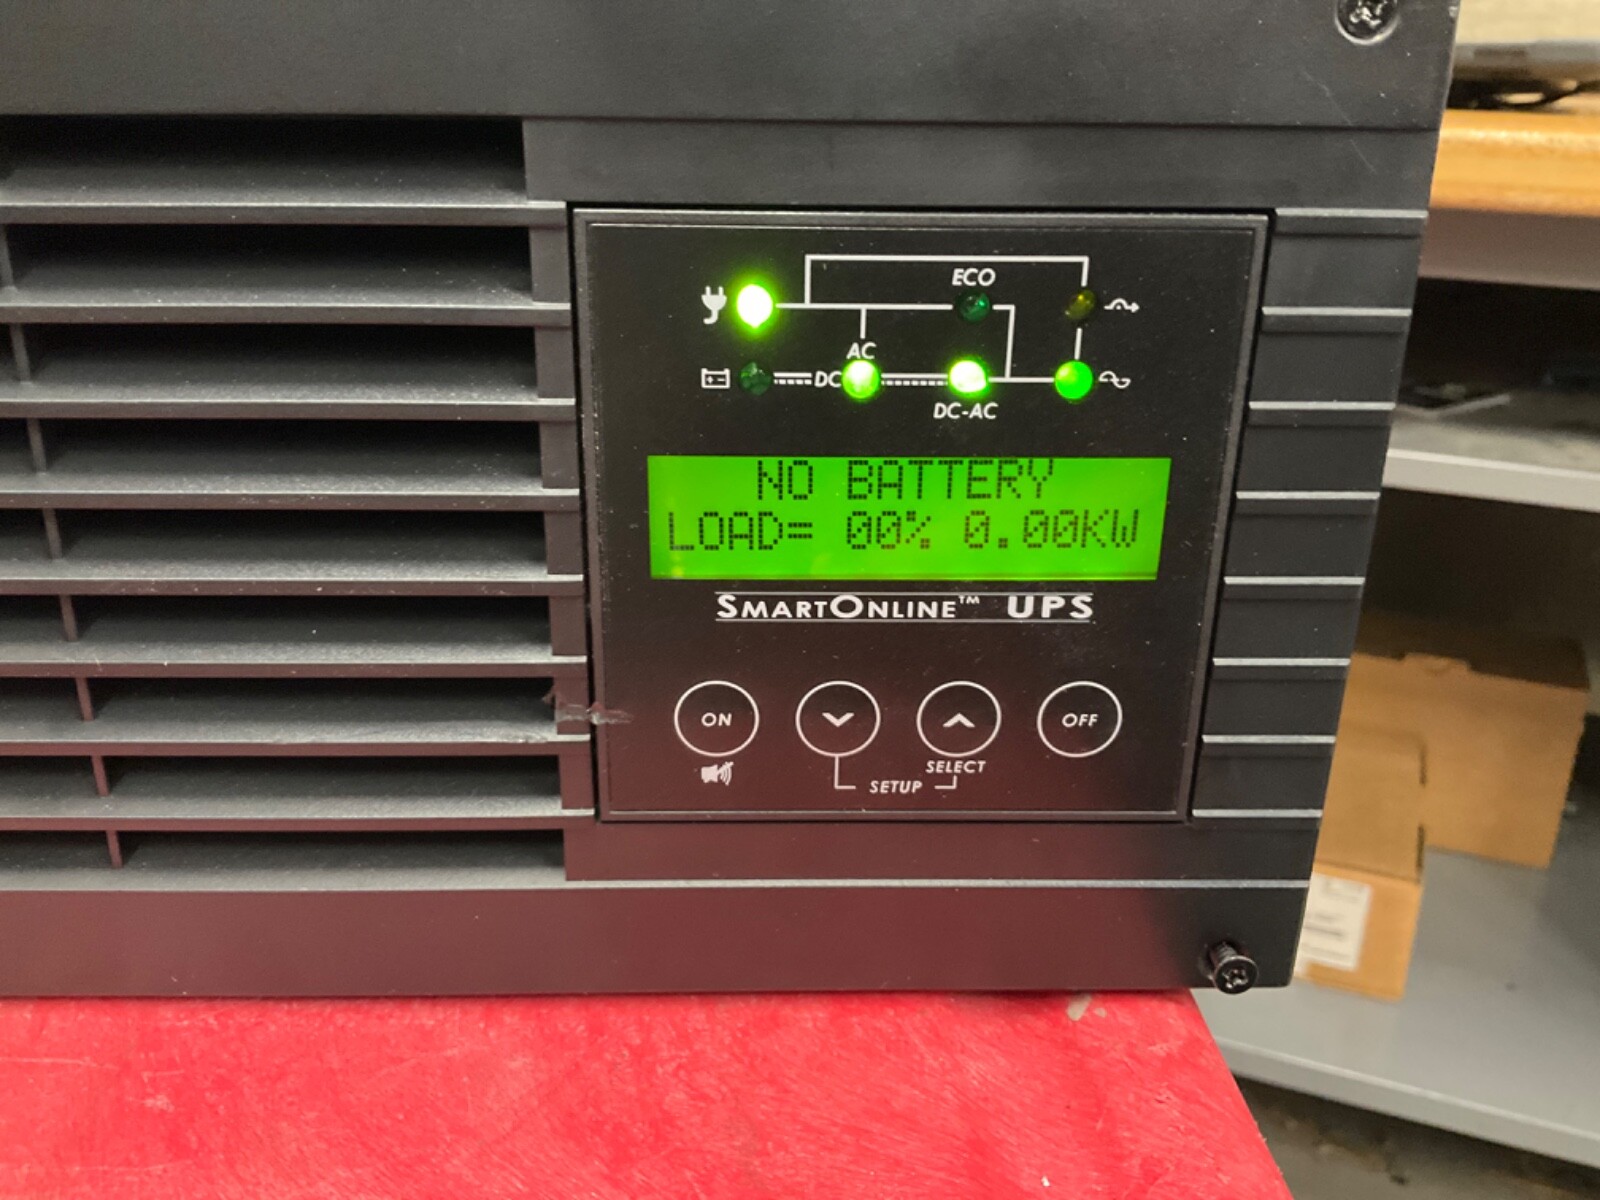 ECO
AC
DC
DC-AC
NO BATTERY
LOAD= 00% 0.00KW
SMARTONLINE™ UPS
ON
OFF
SELECT
SETUP